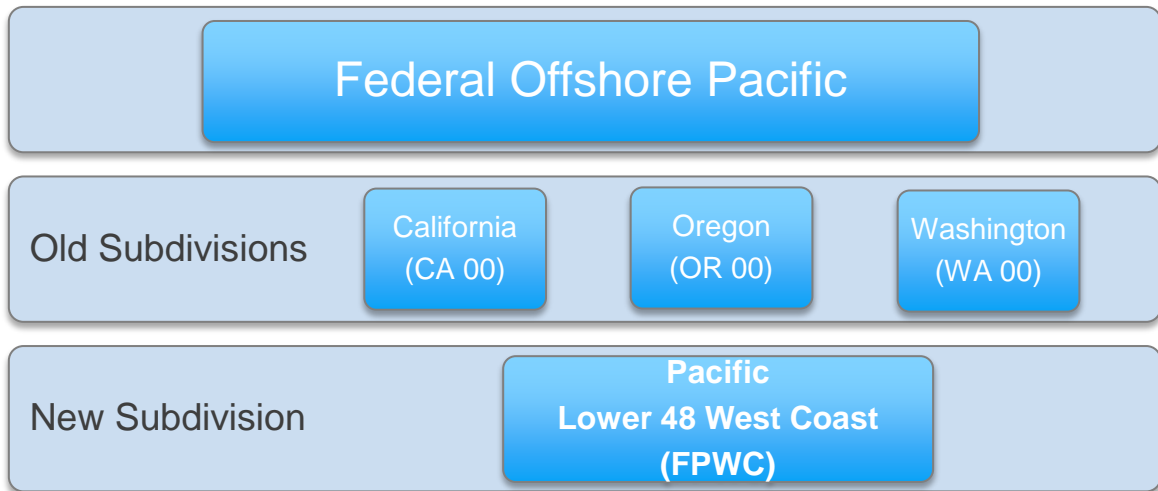 Federal Offshore Pacific
Old Subdivisions
California
(CA 00)
Oregon
(OR 00)
Washington
(WA 00)
New Subdivision
Pacific
Lower 48 West Coast
(FPWC)